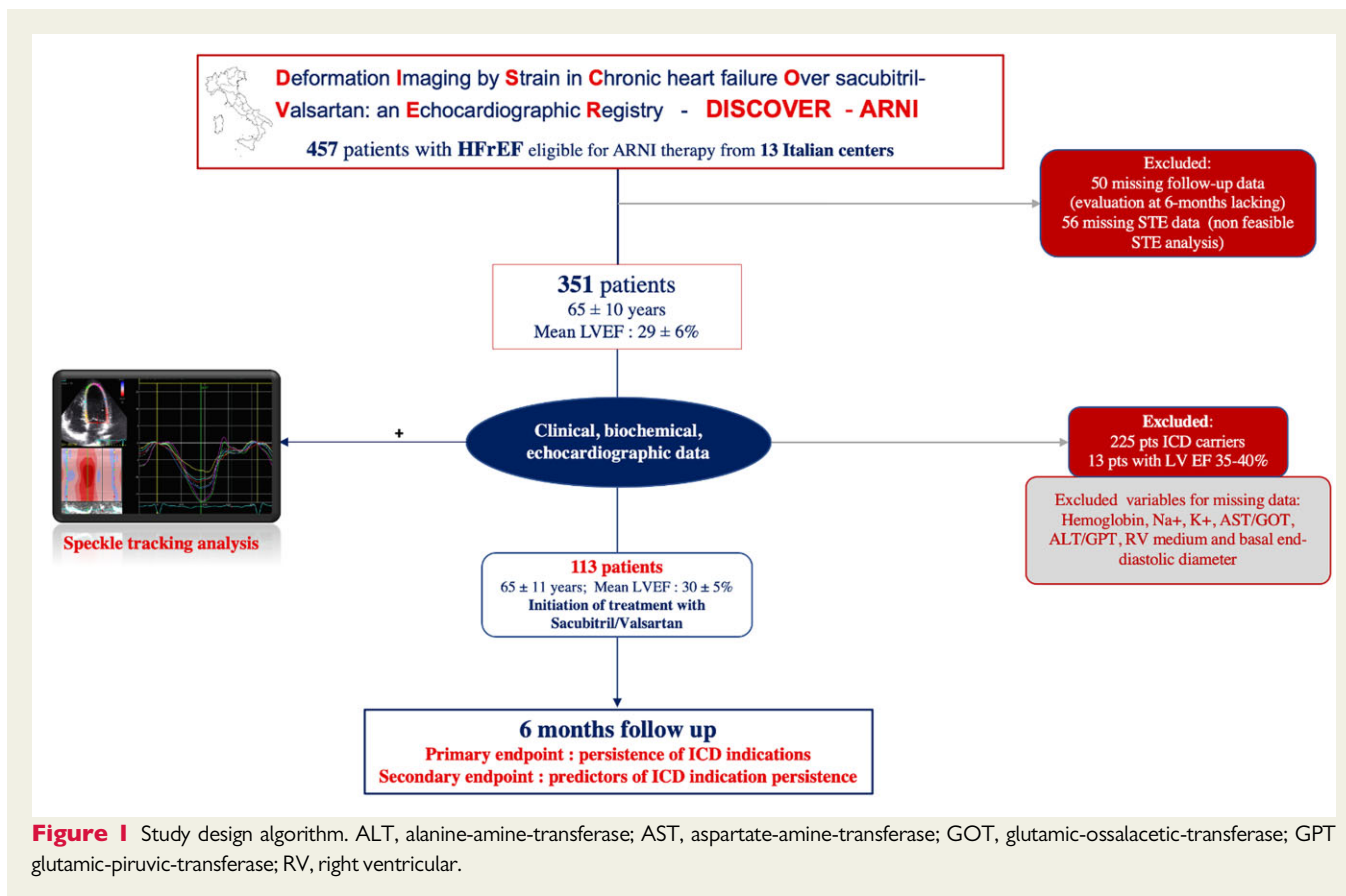 Deformation Imaging by Strain in Chronic heart failure Over sacubitril-
Valsartan: an Echocardiographic Registry - DISCOVER - ARNI
457 patients with HFrEF eligible for ARNI therapy from 13 Italian centers
Excluded:
50 missing follow-up data
(evaluation at 6-months lacking)
56 missing STE data (non feasible
STE analysis)
351 patients
65 ± 10 years
Mean LVEF : 29 ± 6%
+
Clinical, biochemical,
echocardiographic data
Excluded:
225 pts ICD carriers
13 pts with LV EF 35-40%
Excluded variables for missing data:
Hemoglobin, Na+, K+, AST/GOT,
ALT/GPT, RV medium and basal end-
diastolic diameter
Speckle tracking analysis
113 patients
65 ± 11 years; Mean LVEF : 30 ± 5%
Initiation of treatment with
Sacubitril/Valsartan
6 months follow up
Primary endpoint : persistence of ICD indications
Secondary endpoint : predictors of ICD indication persistence
Figure 1 Study design algorithm. ALT, alanine-amine-transferase; AST, aspartate-amine-transferase; GOT, glutamic-ossalacetic-transferase; GPT
glutamic-piruvic-transferase; RV, right ventricular.